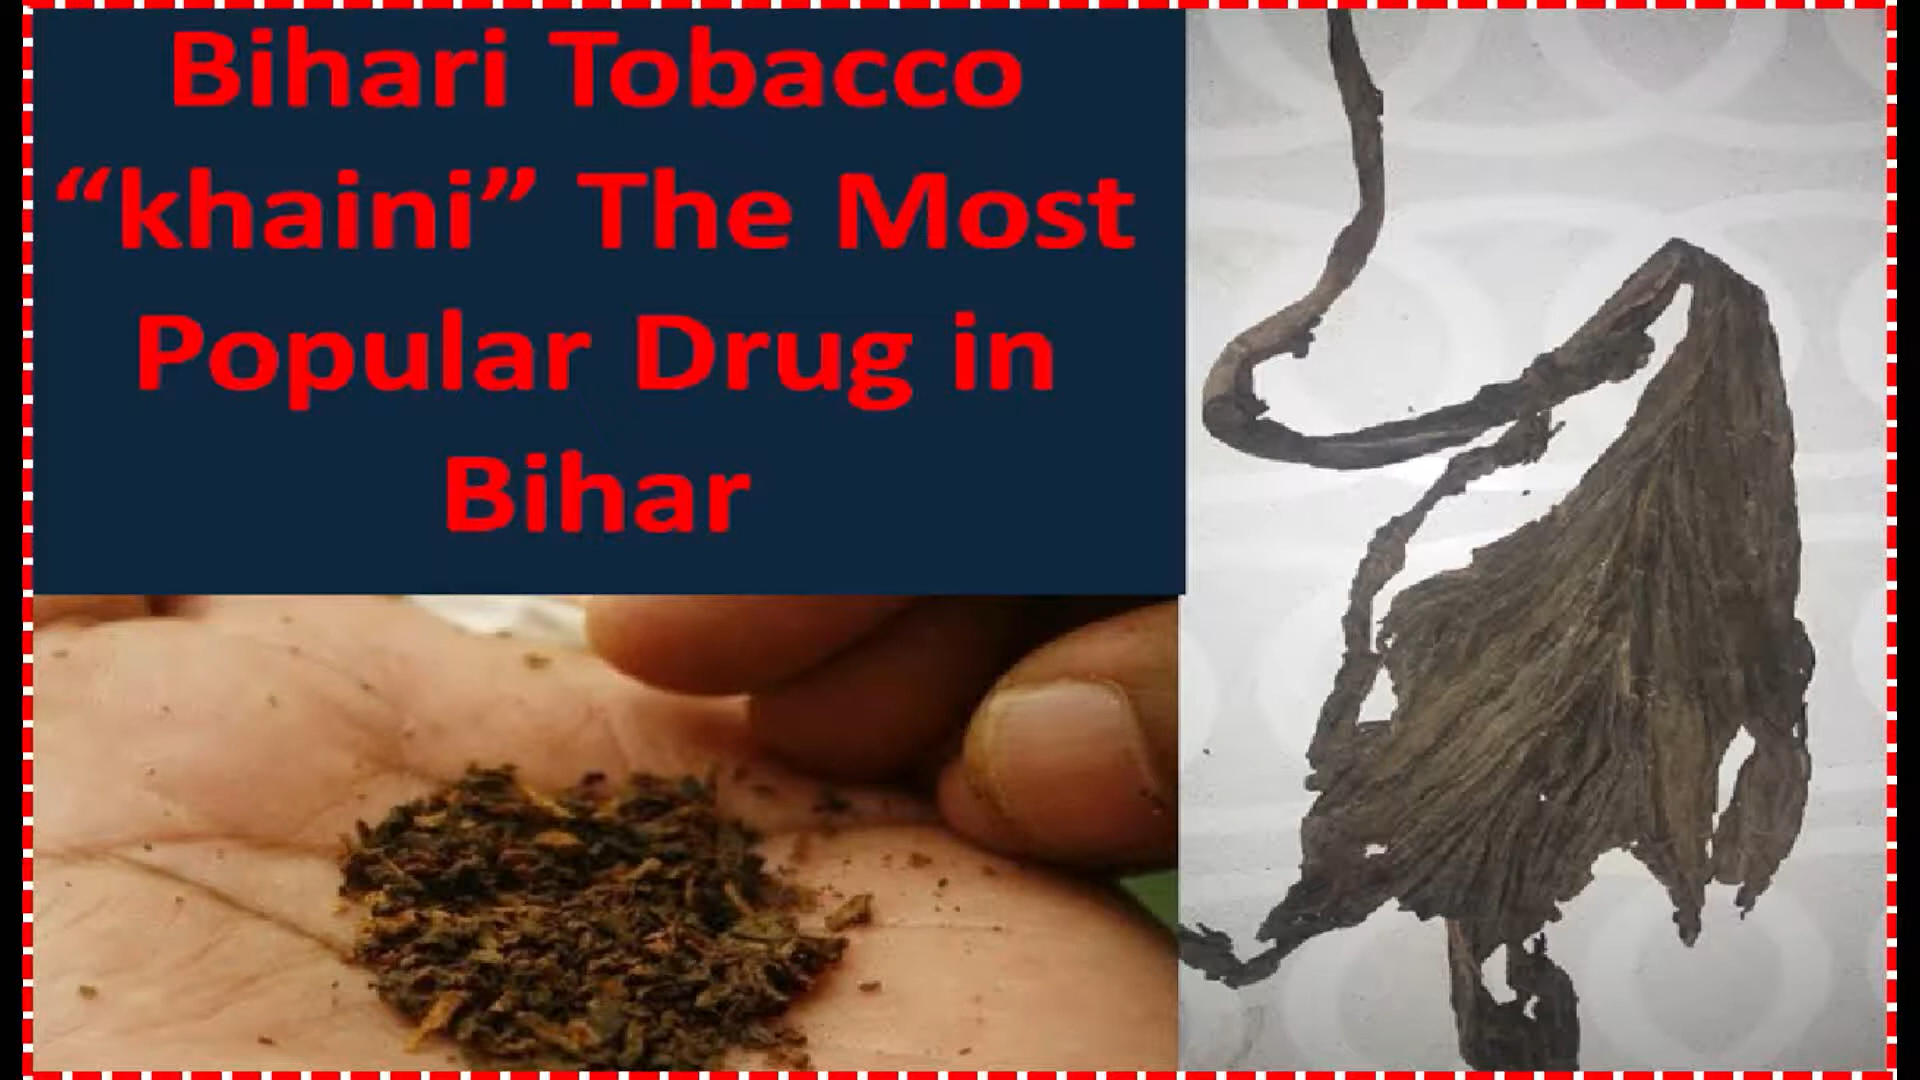 Bihari Tobacco
“khaini” The Most
Popular Drug in
Bihar